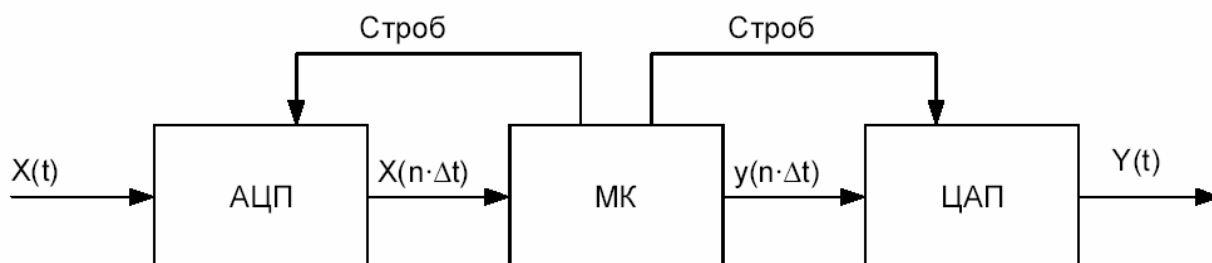 Строб
Строб
X(t)
АЦП
X(n·Δt)
МК
y(n·Δt)
ЦАП
Y(t)